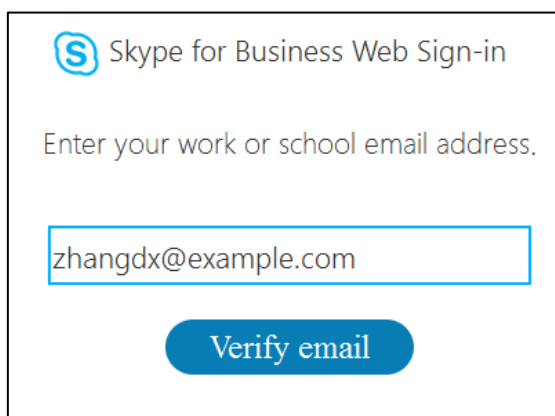 Skype for Business Web Sign-in
Enter your work or school email address.
zhangdx@example.com
Verify email